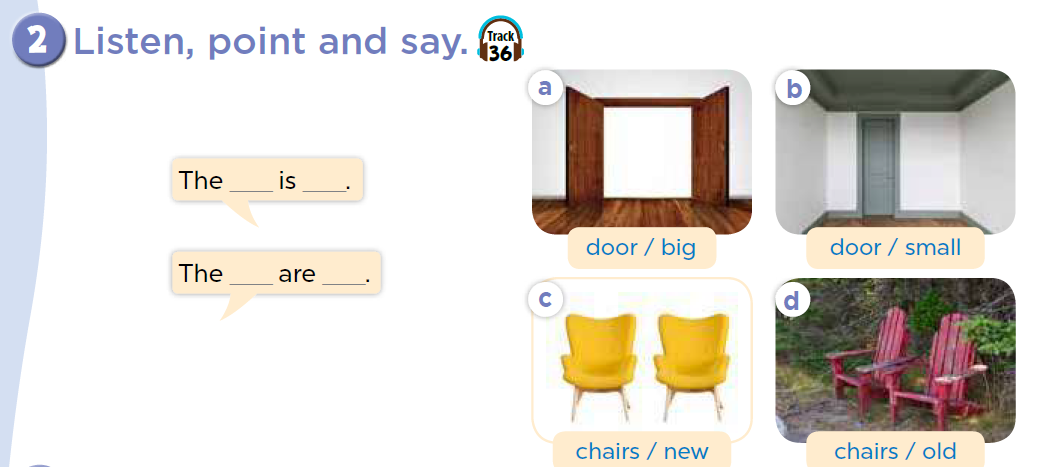 2 Listen, point and say. Track 36
The ___ is ___.
The ___ are ___.
a
door / big
b
door / small
c
chairs / new
d
chairs / old